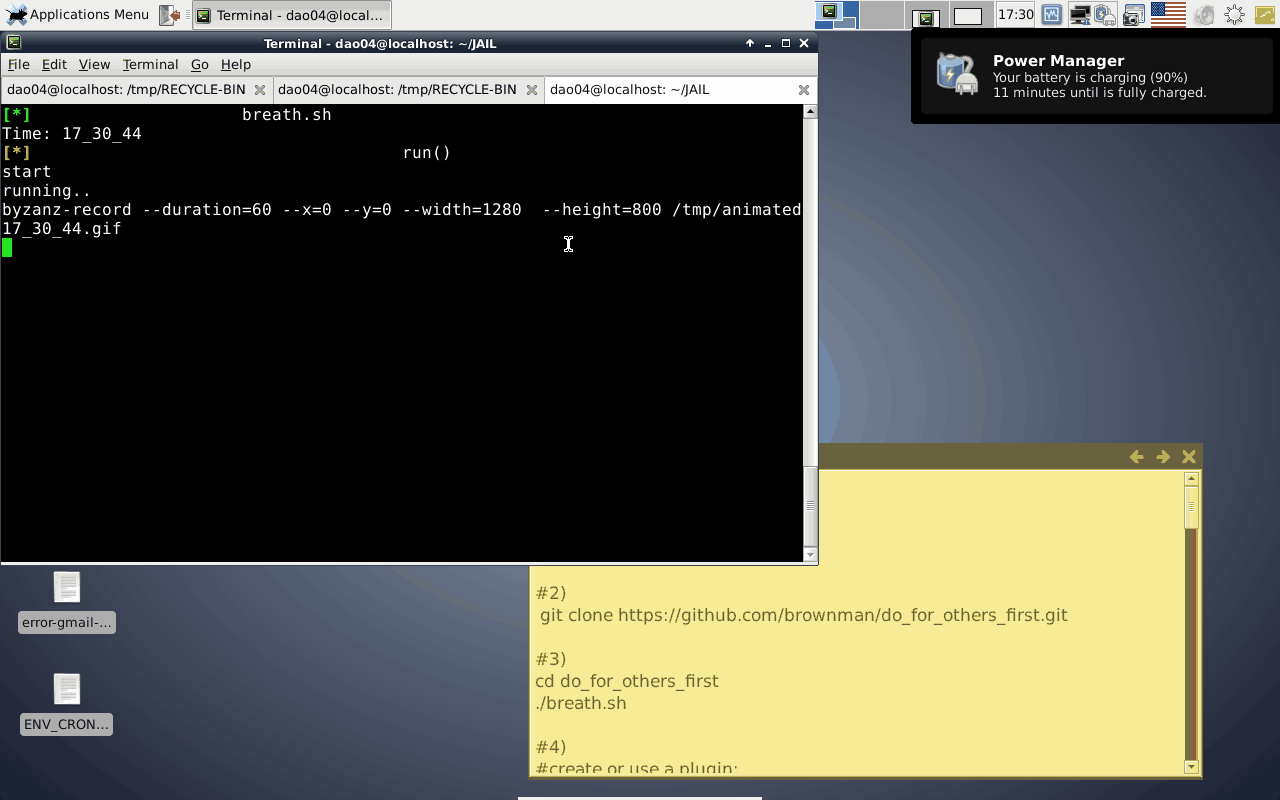 Applications Menu
Terminal - dao04@local...
17:30
Terminal - dao04@localhost: ~/JAIL
File Edit View Terminal Go Help
dao04@localhost: /tmp/RECYCLE-BIN
dao04@localhost: /tmp/RECYCLE-BIN
dao04@localhost: ~/JAIL
Power Manager
Your battery is charging (90%)
11 minutes until is fully charged.
[*] breath.sh
Time: 17_30_44
[*] run()
start
running..
byzanz-record --duration=60 --x=0 --y=0 --width=1280  --height=800 /tmp/animated
17_30_44.gif
#2)
git clone https://github.com/brownman/do_for_others_first.git
#3)
cd do_for_others_first
./breath.sh
#4)
#create or use a plugin:
error-gmail-...
ENV_CRON...